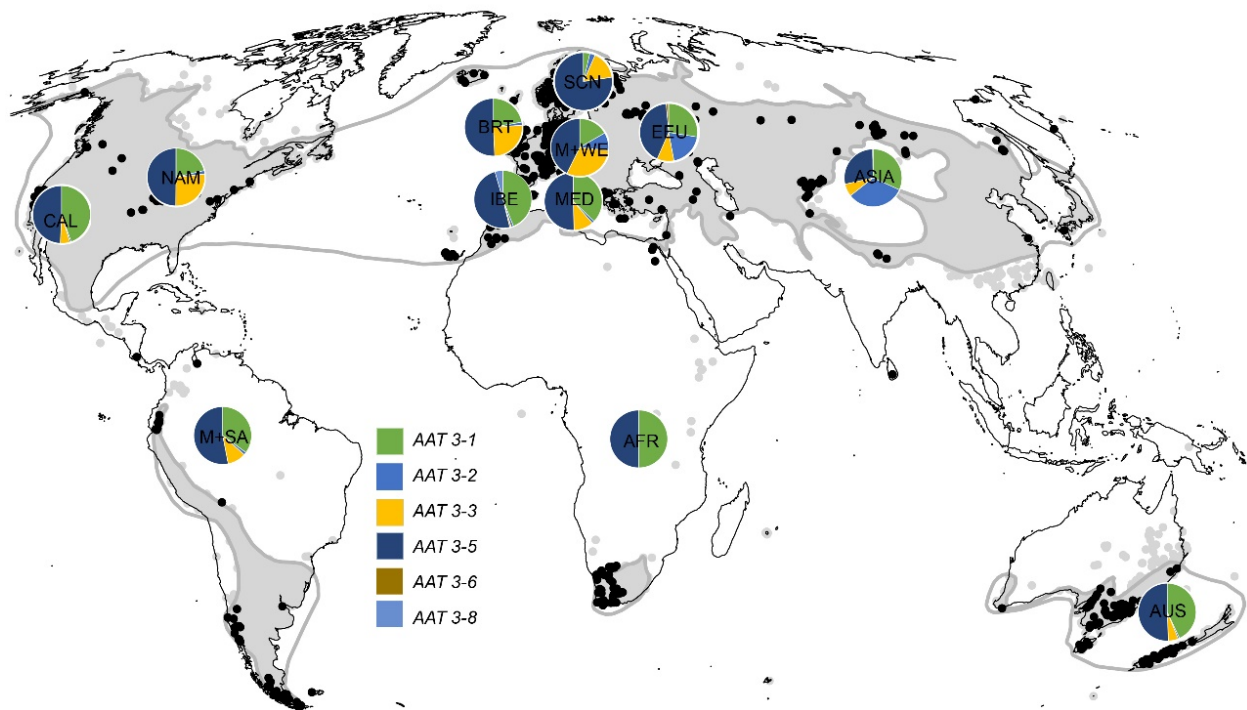 SCN
BRT
EEU
M+WE
NAM
ASIA
IBE
MED
CAL
M+SA
AFR
AAT 3-1
AAT 3-2
AAT 3-3
AAT 3-5
AAT 3-6
AAT 3-8
AUS